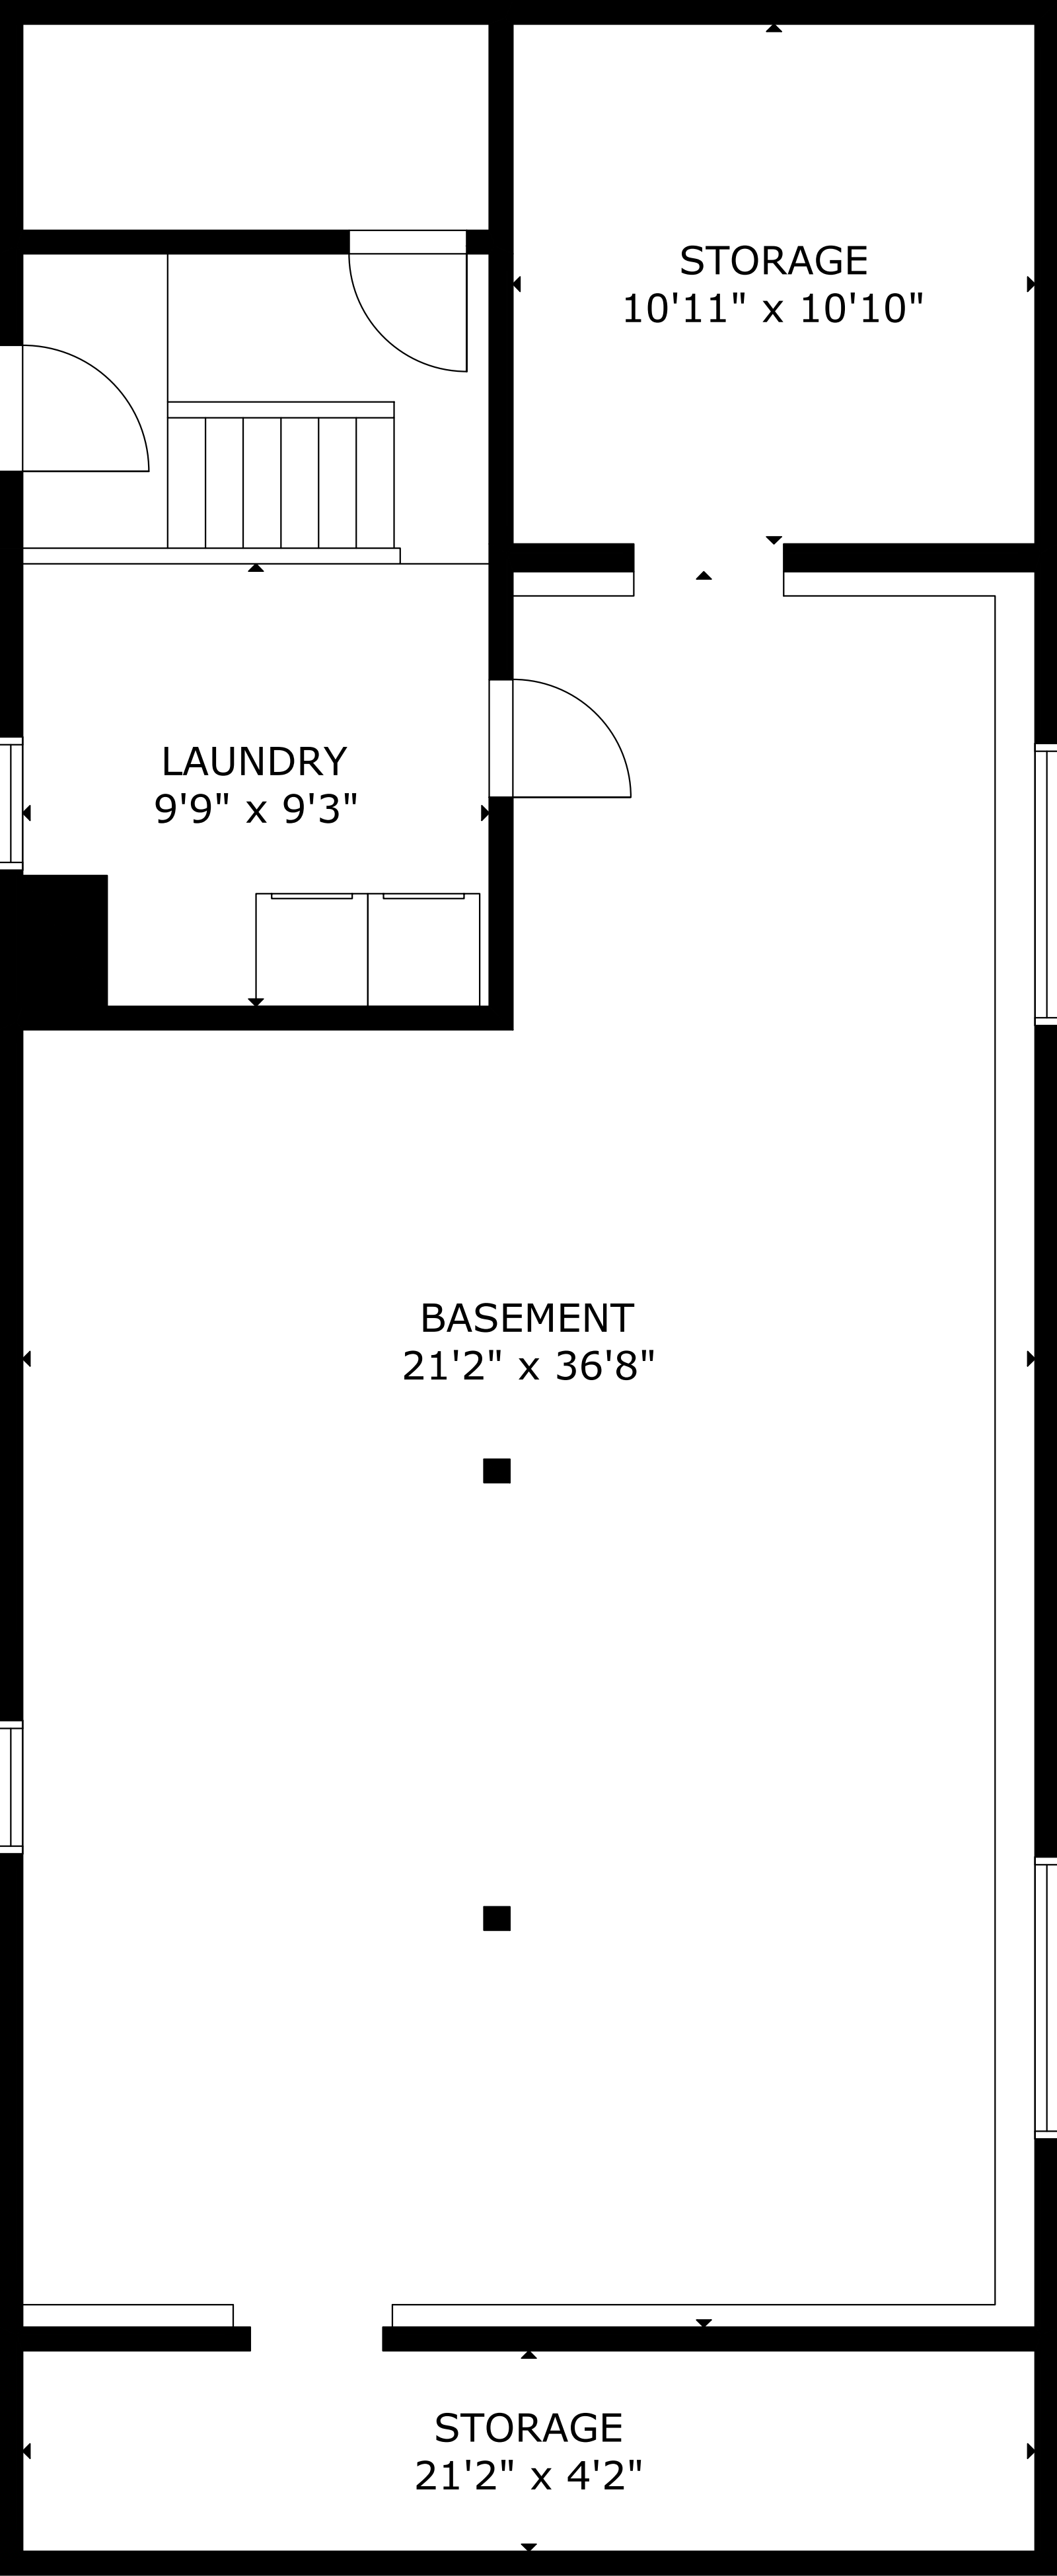 STORAGE
10'11" x 10'10"
LAUNDRY
9'9" x 9'3"
BASEMENT
21'2" x 36'8"
STORAGE
21'2" x 4'2"